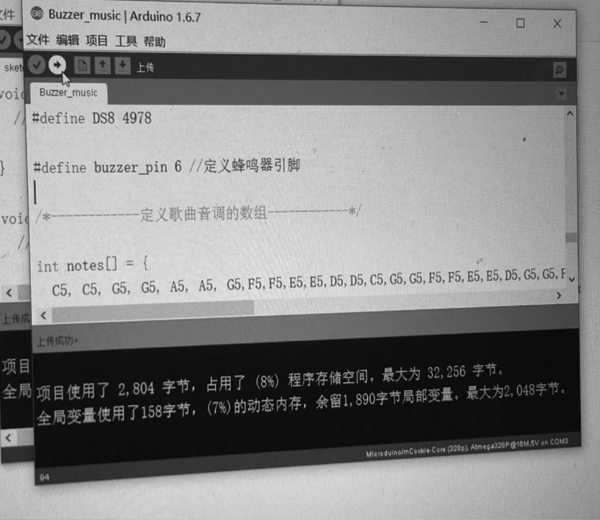 Buzzer_music | Arduino 1.6.7
文件 编辑 项目 工具 帮助
上传
Buzzer_music
#define DS8 4978
#define buzzer_pin 6 //定义蜂鸣器引脚
/*------------定义歌曲音调的数组-----------*/
int notes[] = {
C5, C5, G5, G5, A5, A5, G5,F5,F5,E5,E5,D5,D5,C5,G5,G5,F5,F5,E5,E5,D5,G5,G5,F
上传成功。
项目使用了 2,804 字节，占用了 (8%) 程序存储空间。最大为 32,256 字节。
全局变量使用了158字节，(7%)的动态内存，余留1,890字节局部变量。最大为2,048字节。
94
Microduino/mCookie-Core (328p), Atmega328P@16M,5V on COM3
文件
sket
void
//
}
void
//
上传成功
项目
全局